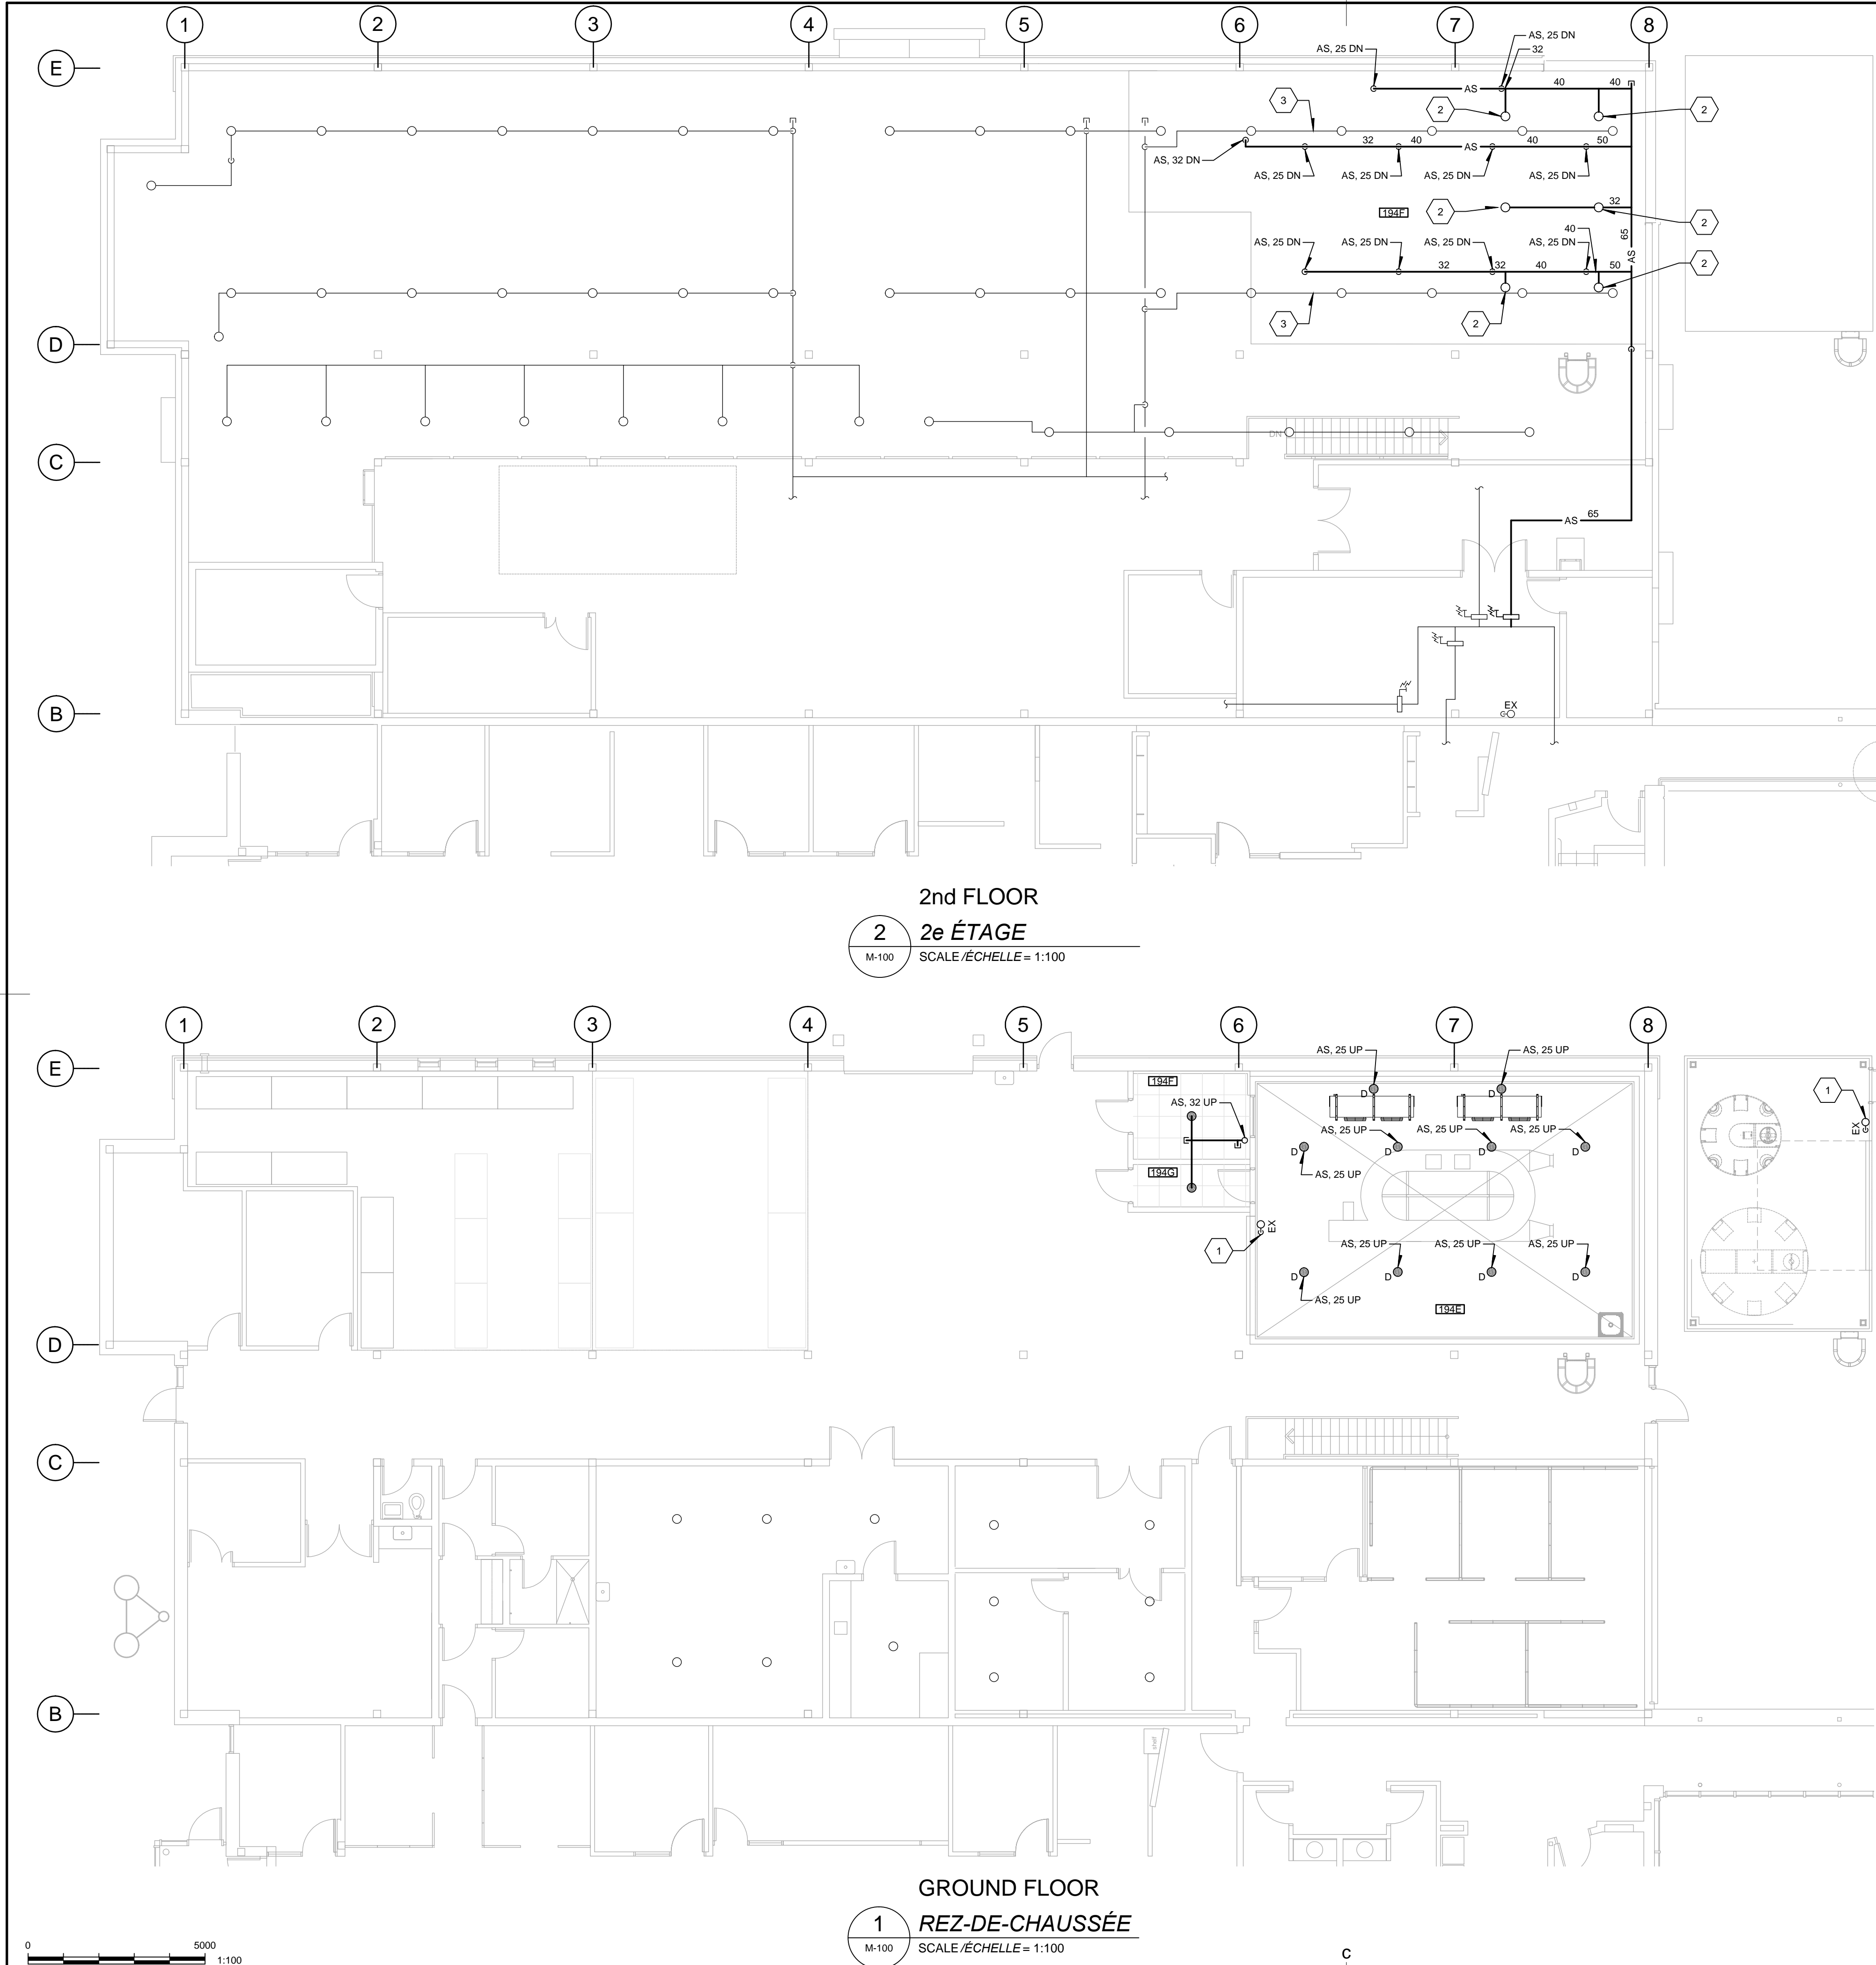 1 2 3 4 5 6 7 8
E
AS, 25 DN
AS, 25 DN
32
AS 40 40
3
2
2
32 40 AS 40 50
AS, 32 DN
AS, 25 DN AS, 25 DN AS, 25 DN AS, 25 DN
194F
2
32
2
65
AS
40
AS, 25 DN AS, 25 DN AS, 25 DN AS, 25 DN
32 32 40 50
2
3
2
D
DN
C
AS 65
EX
B
2nd FLOOR
2
M-100
2e ÉTAGE
SCALE /ÉCHELLE = 1:100
1 2 3 4 5 6 7 8
E
AS, 25 UP
AS, 25 UP
194F
D D
AS, 32 UP
1
EX
AS, 25 UP AS, 25 UP AS, 25 UP
D D D D
AS, 25 UP
194G
EX
1
AS, 25 UP AS, 25 UP AS, 25 UP
D D D D
AS, 25 UP
194E
D
C
B
shelf
GROUND FLOOR
1
M-100
REZ-DE-CHAUSSÉE
SCALE /ÉCHELLE = 1:100
0 5000
1:100
c